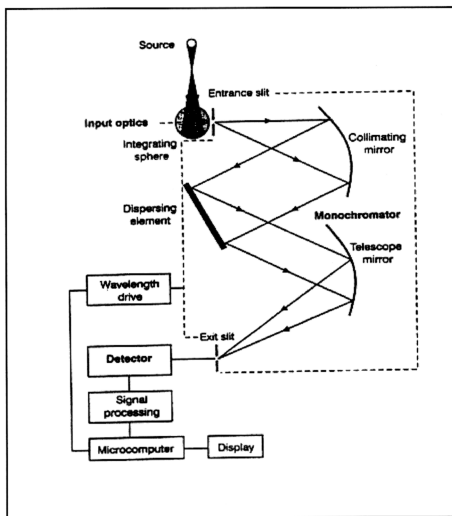 Source
Entrance slit
Input optics
Integrating
sphere
Collimating
mirror
Dispersing
element
Monochromator
Telescope
mirror
Wavelength
drive
Exit slit
Detector
Signal
processing
Microcomputer
Display